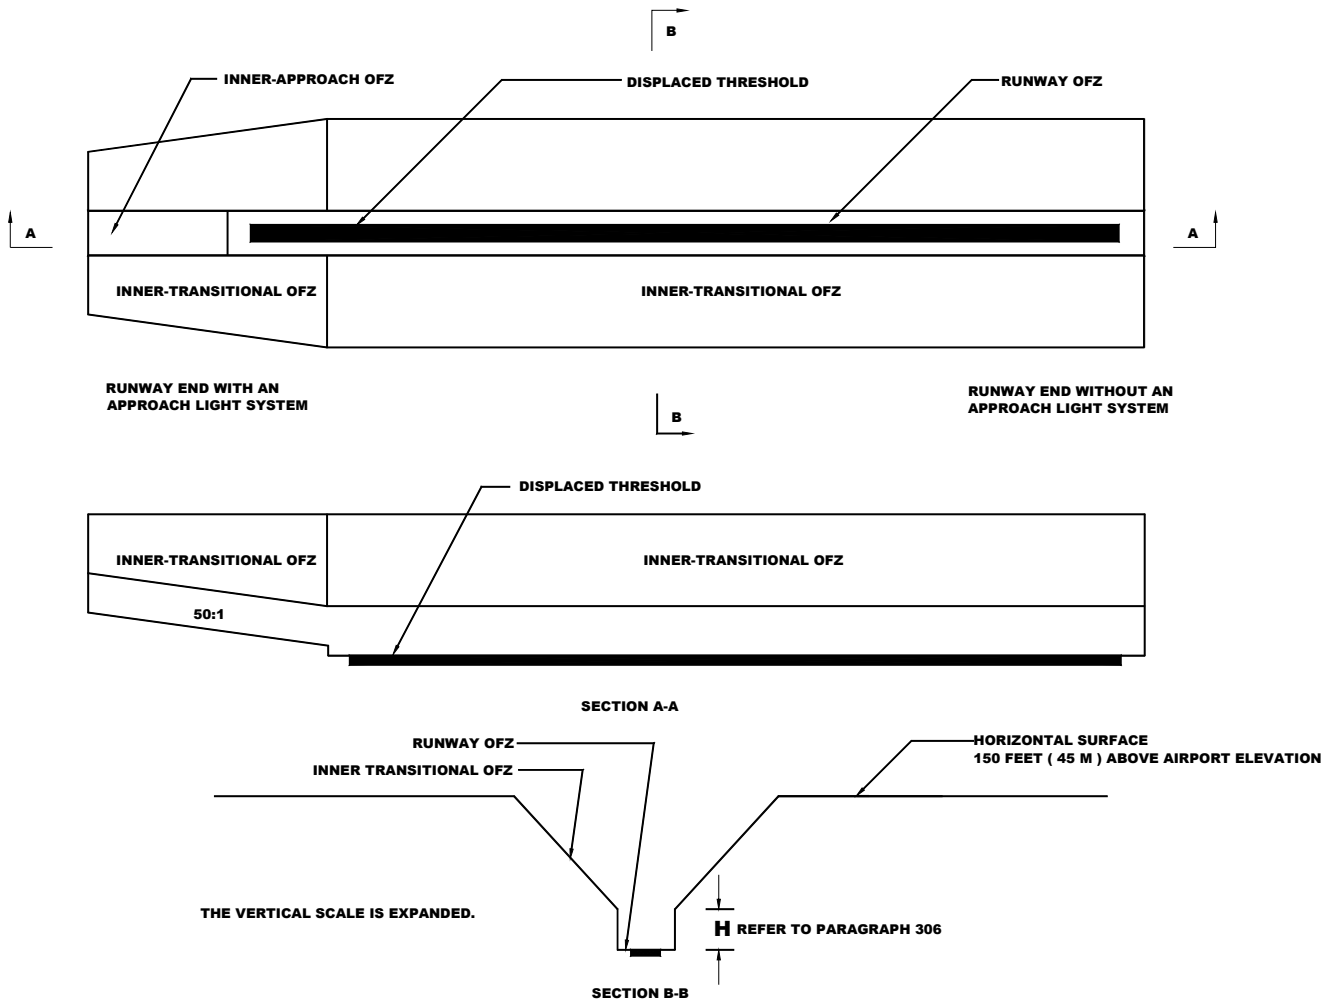 B
INNER-APPROACH OFZ
DISPLACED THRESHOLD
RUNWAY OFZ
A
A
INNER-TRANSITIONAL OFZ
INNER-TRANSITIONAL OFZ
RUNWAY END WITH AN
APPROACH LIGHT SYSTEM
RUNWAY END WITHOUT AN
APPROACH LIGHT SYSTEM
B
DISPLACED THRESHOLD
INNER-TRANSITIONAL OFZ
INNER-TRANSITIONAL OFZ
50:1
SECTION A-A
RUNWAY OFZ
INNER TRANSITIONAL OFZ
HORIZONTAL SURFACE
150 FEET ( 45 M ) ABOVE AIRPORT ELEVATION
THE VERTICAL SCALE IS EXPANDED.
H REFER TO PARAGRAPH 306
SECTION B-B